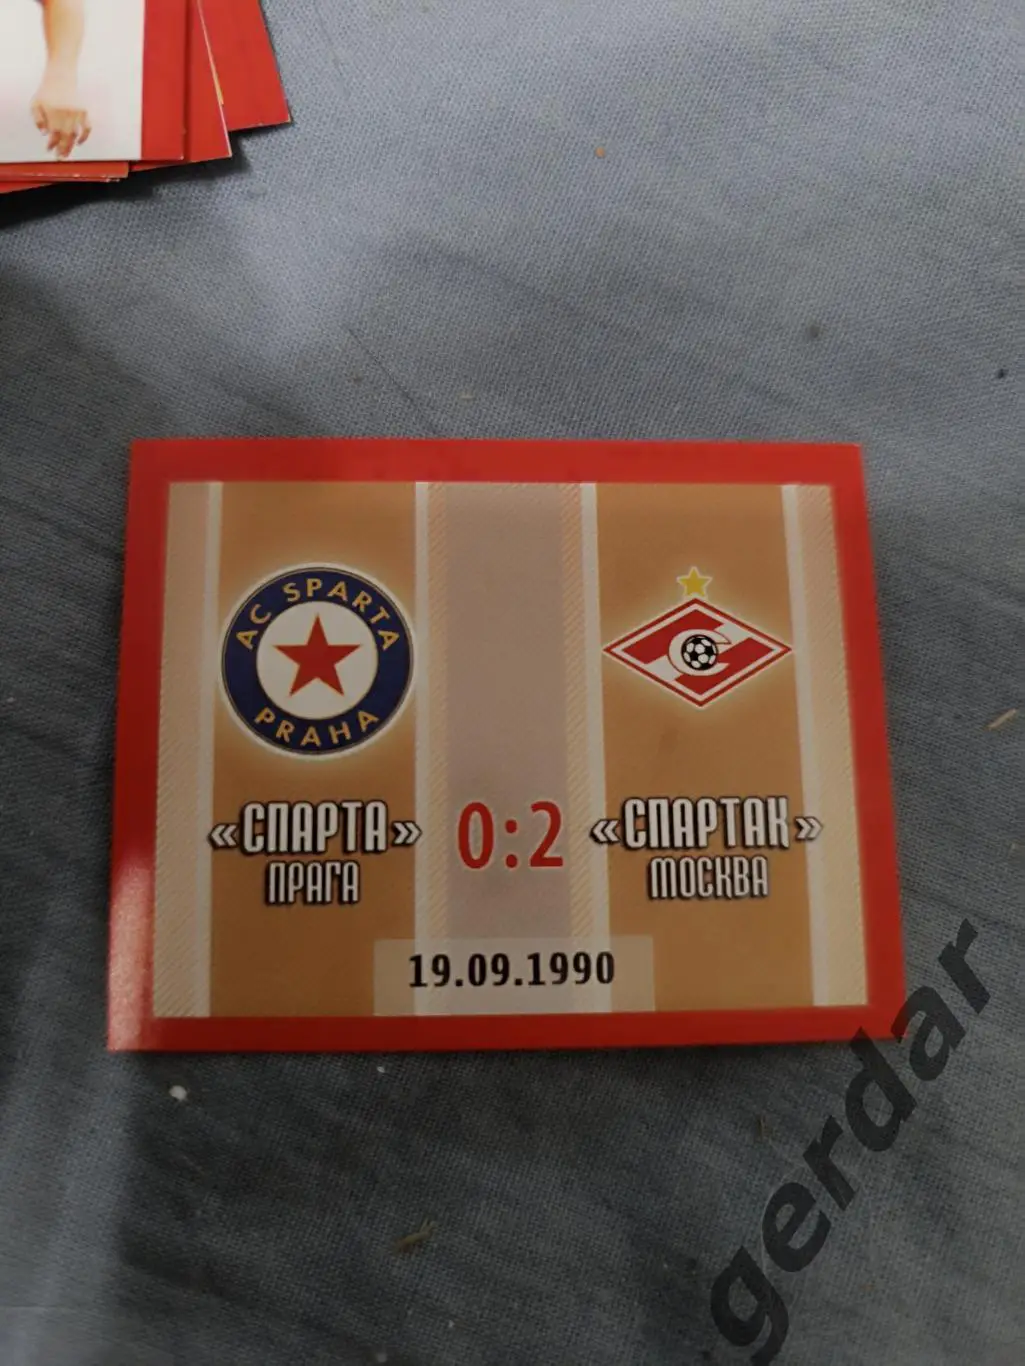 AC SPARTA
PRAHA
С
«СПАРТА»
ПРАГА
0:2
«СПАРТАК»
МОСКВА
19.09.1990
gerdar